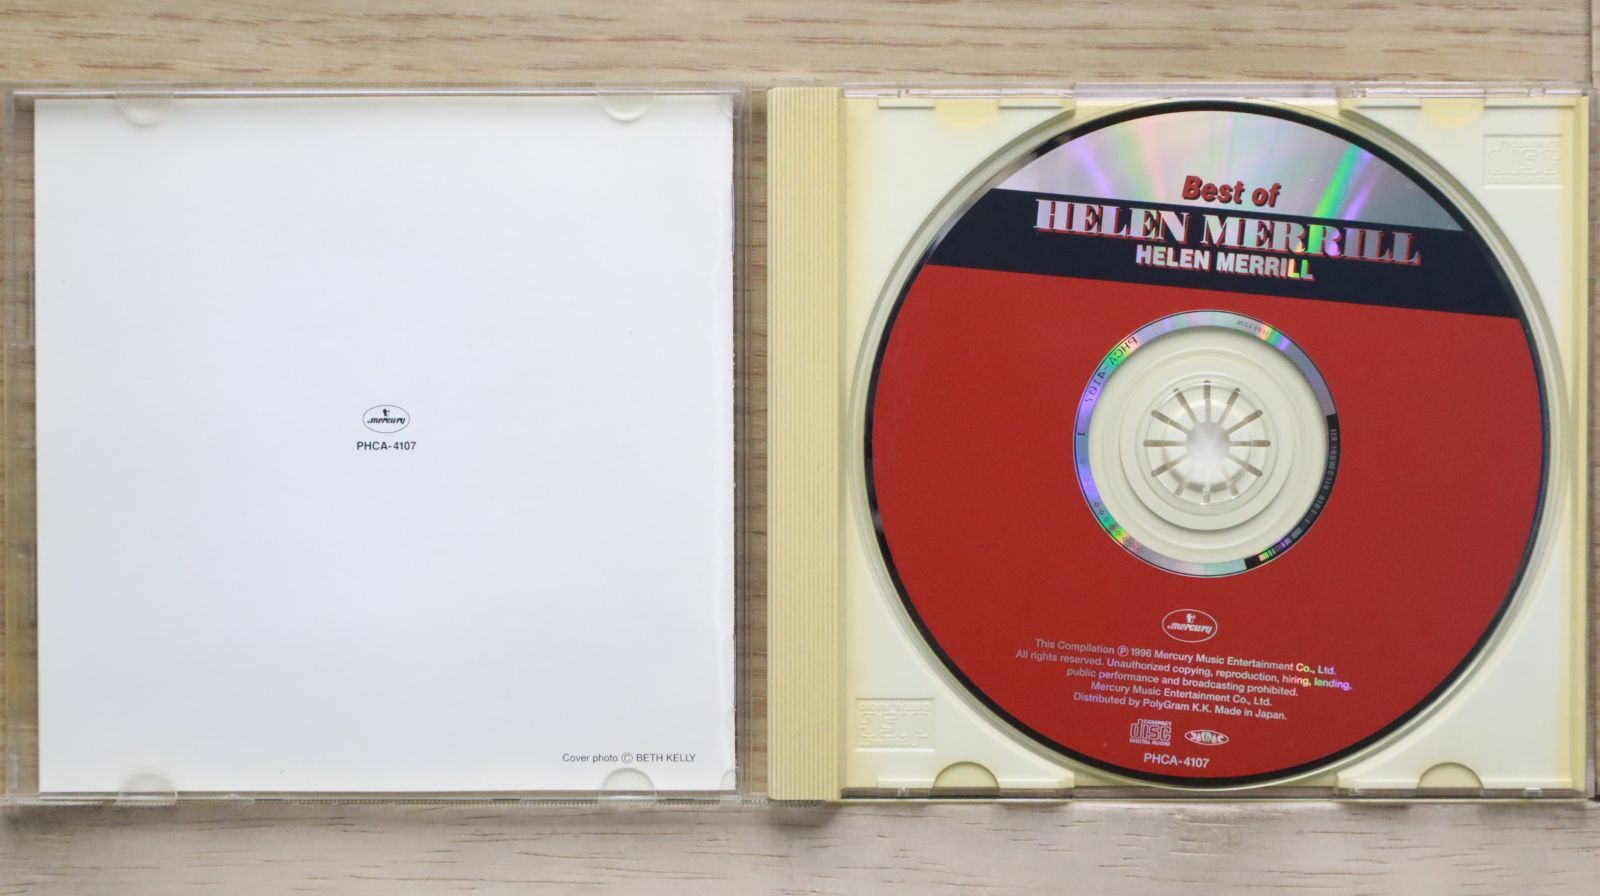 mercury
PHCA-4107
Cover photo Ⓒ BETH KELLY
Best of
HELEN MERRILL
HELEN MERRILL
PHCA-4107
mercury
This Compilation Ⓟ 1996 Mercury Music Entertainment Co., Ltd.
All rights reserved. Unauthorized copying, reproduction, hiring, lending,
public performance and broadcasting prohibited.
Mercury Music Entertainment Co., Ltd.
Distributed by PolyGram K.K. Made in Japan.
COMPACT
disc
DIGITAL AUDIO
JASRAC
PHCA-4107